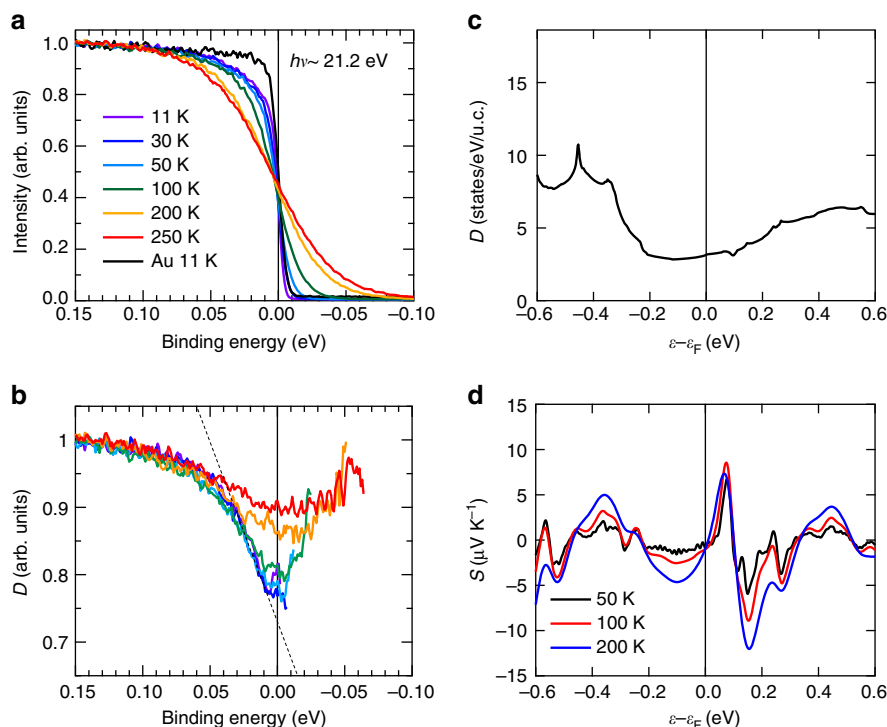 a
Intensity (arb. units)
1.0
0.8
0.6
0.4
0.2
0.0
hν~ 21.2 eV
11 K
30 K
50 K
100 K
200 K
250 K
Au 11 K
0.15 0.10 0.05 0.00 −0.05 −0.10
Binding energy (eV)
c
D (states/eV/u.c.)
15
10
5
0
−0.6 −0.4 −0.2 0.0 0.2 0.4 0.6
ε−εF (eV)
b
D (arb. units)
1
0.9
0.8
0.7
0.15 0.10 0.05 0.00 −0.05 −0.10
Binding energy (eV)
d
S (μV K−1)
15
10
5
0
−5
−10
−15
50 K
100 K
200 K
−0.6 −0.4 −0.2 0.0 0.2 0.4 0.6
ε−εF (eV)